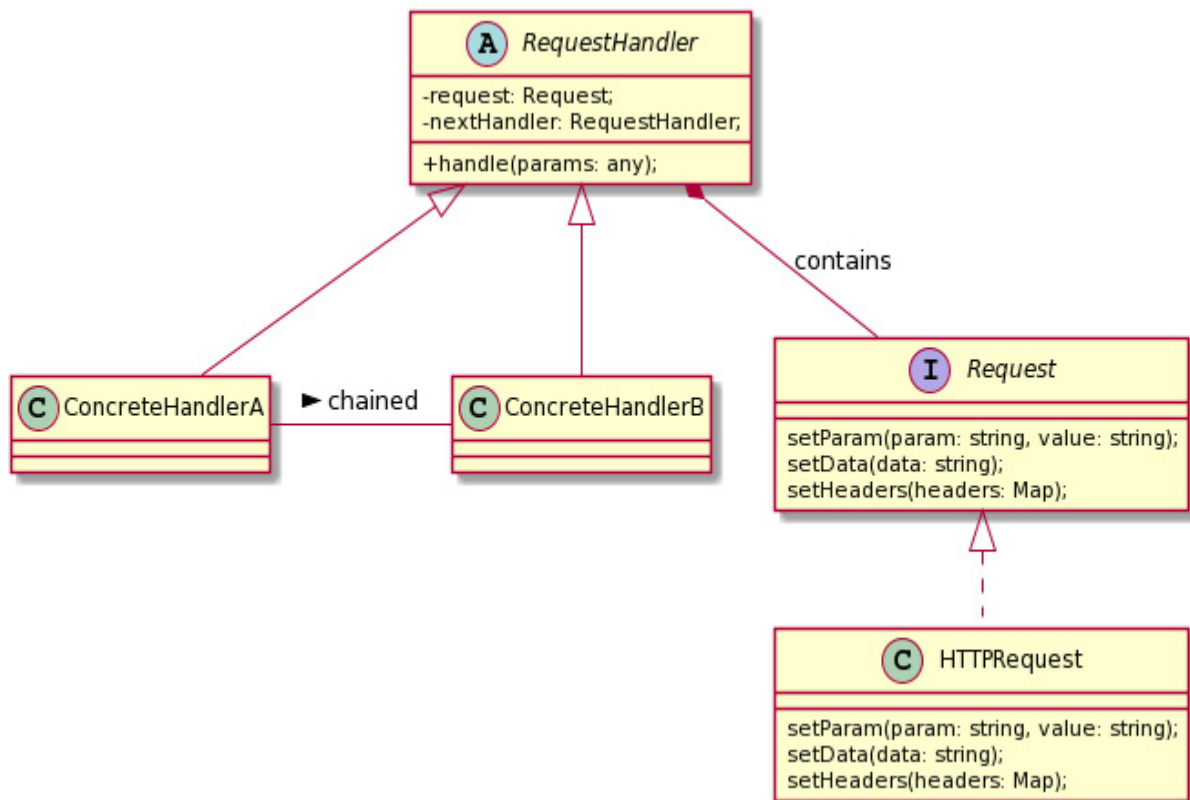 A RequestHandler
-request: Request;
-nextHandler: RequestHandler;
+handle(params: any);
contains
C ConcreteHandlerA
► chained
C ConcreteHandlerB
I Request
setParam(param: string, value: string);
setData(data: string);
setHeaders(headers: Map);
C HTTPRequest
setParam(param: string, value: string);
setData(data: string);
setHeaders(headers: Map);